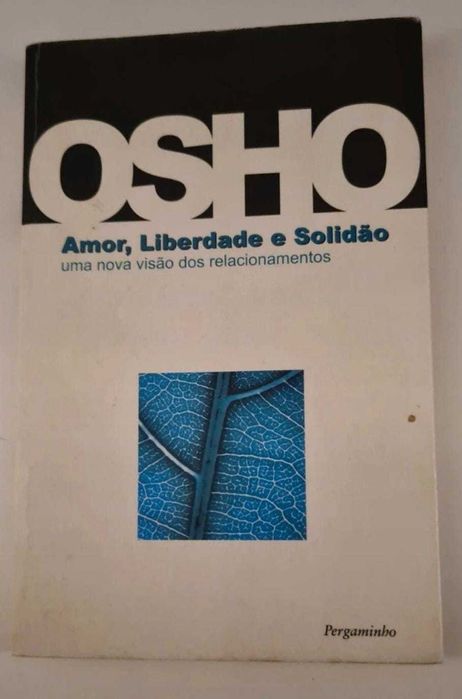 OSHO
Amor, Liberdade e Solidão
uma nova visão dos relacionamentos
Pergaminho